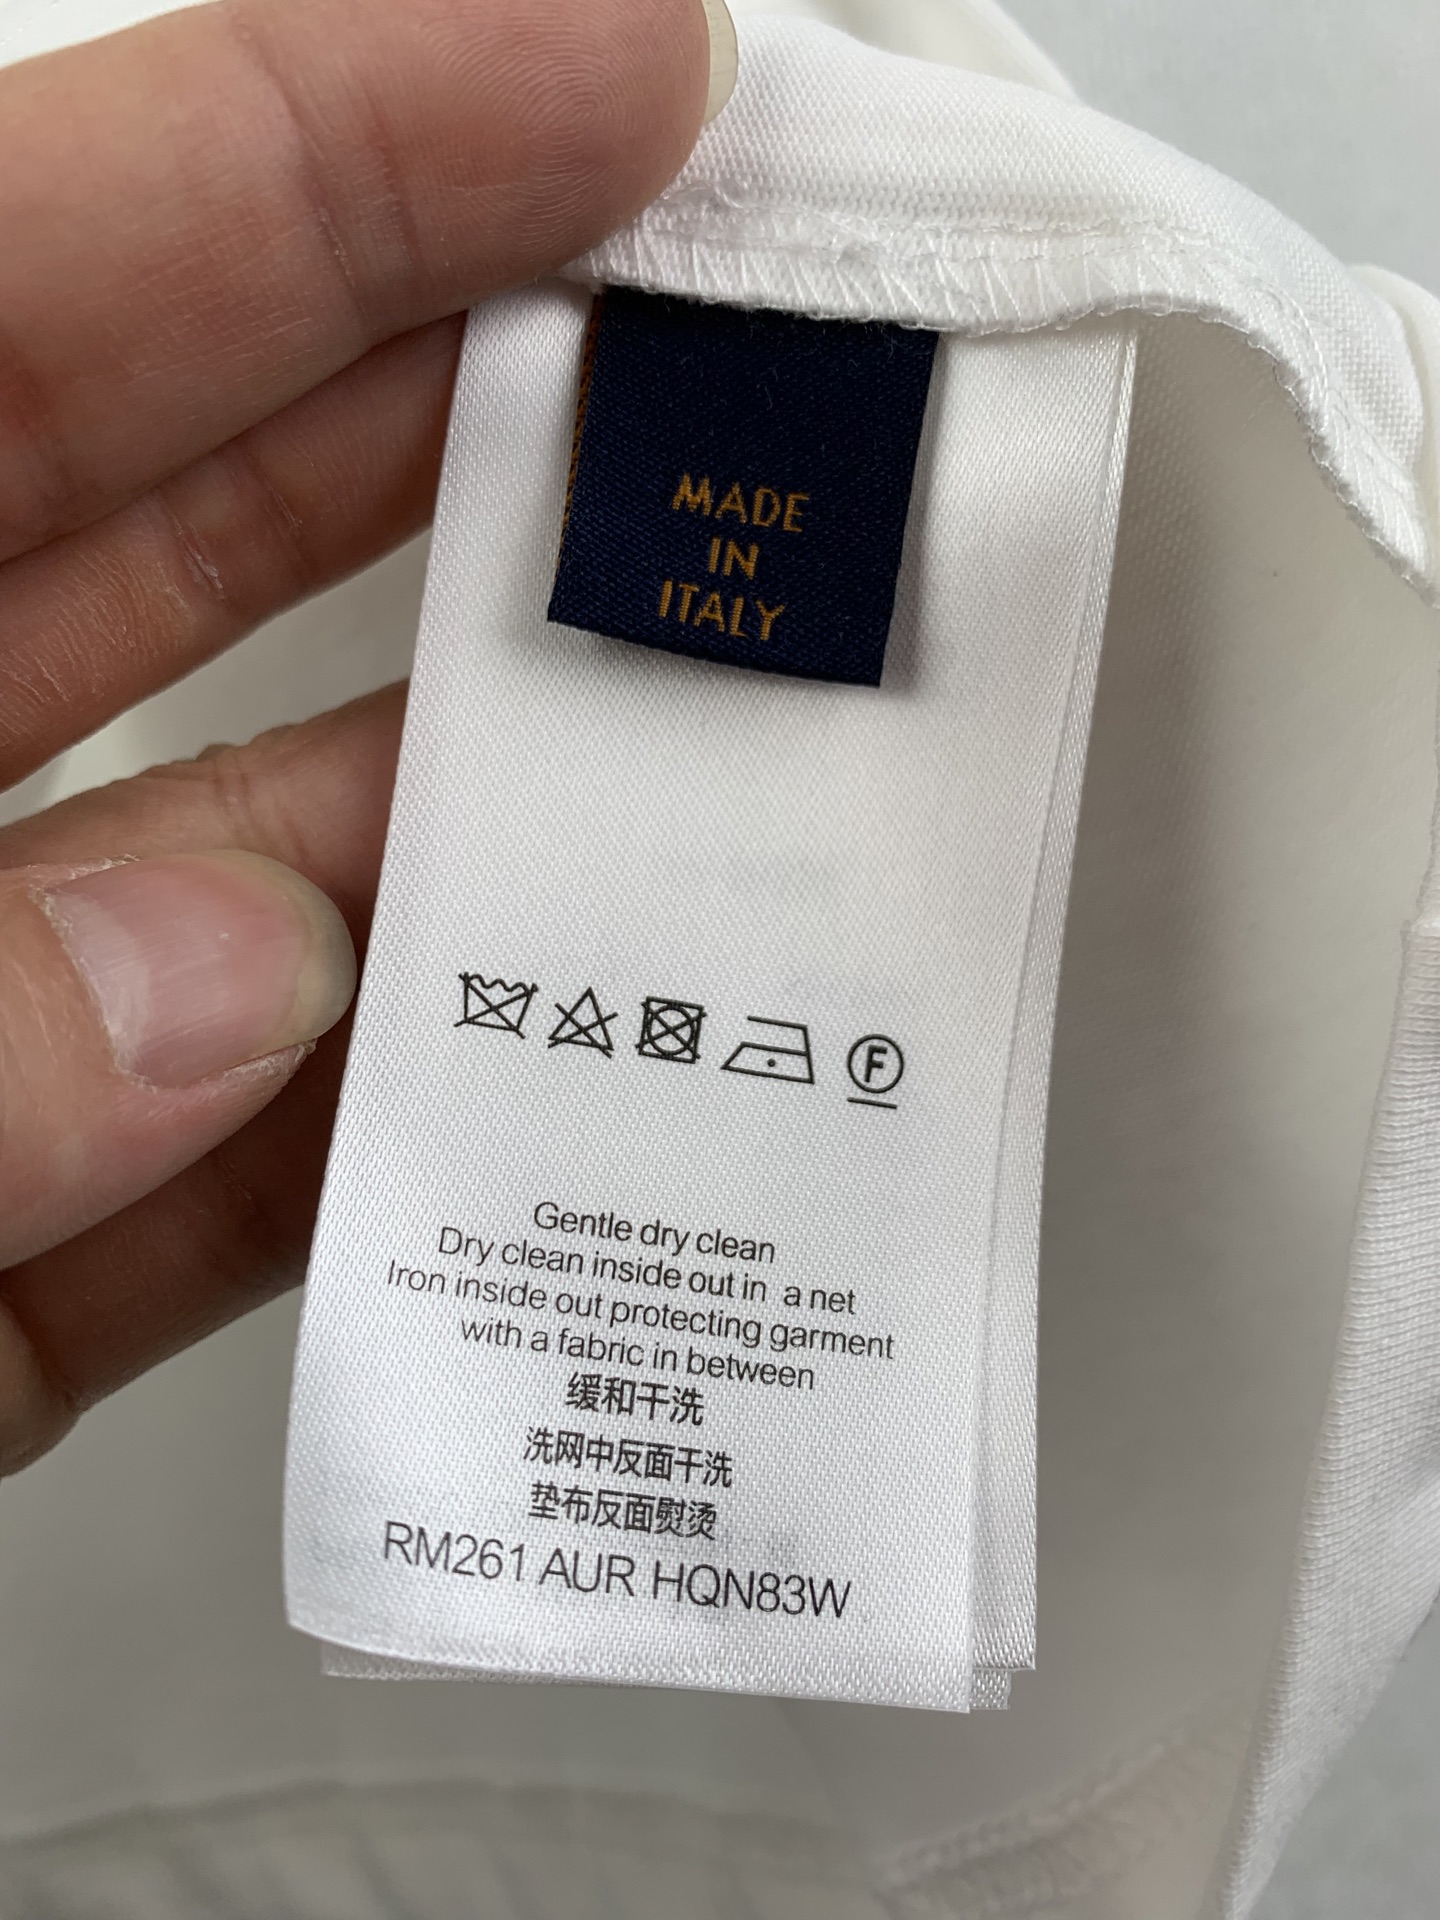 MADE
IN
ITALY
F
Gentle dry clean
Dry clean inside out in a net
Iron inside out protecting garment
with a fabric in between
缓和干洗
洗网中反面干洗
垫布反面熨烫
RM261 AUR HQN83W